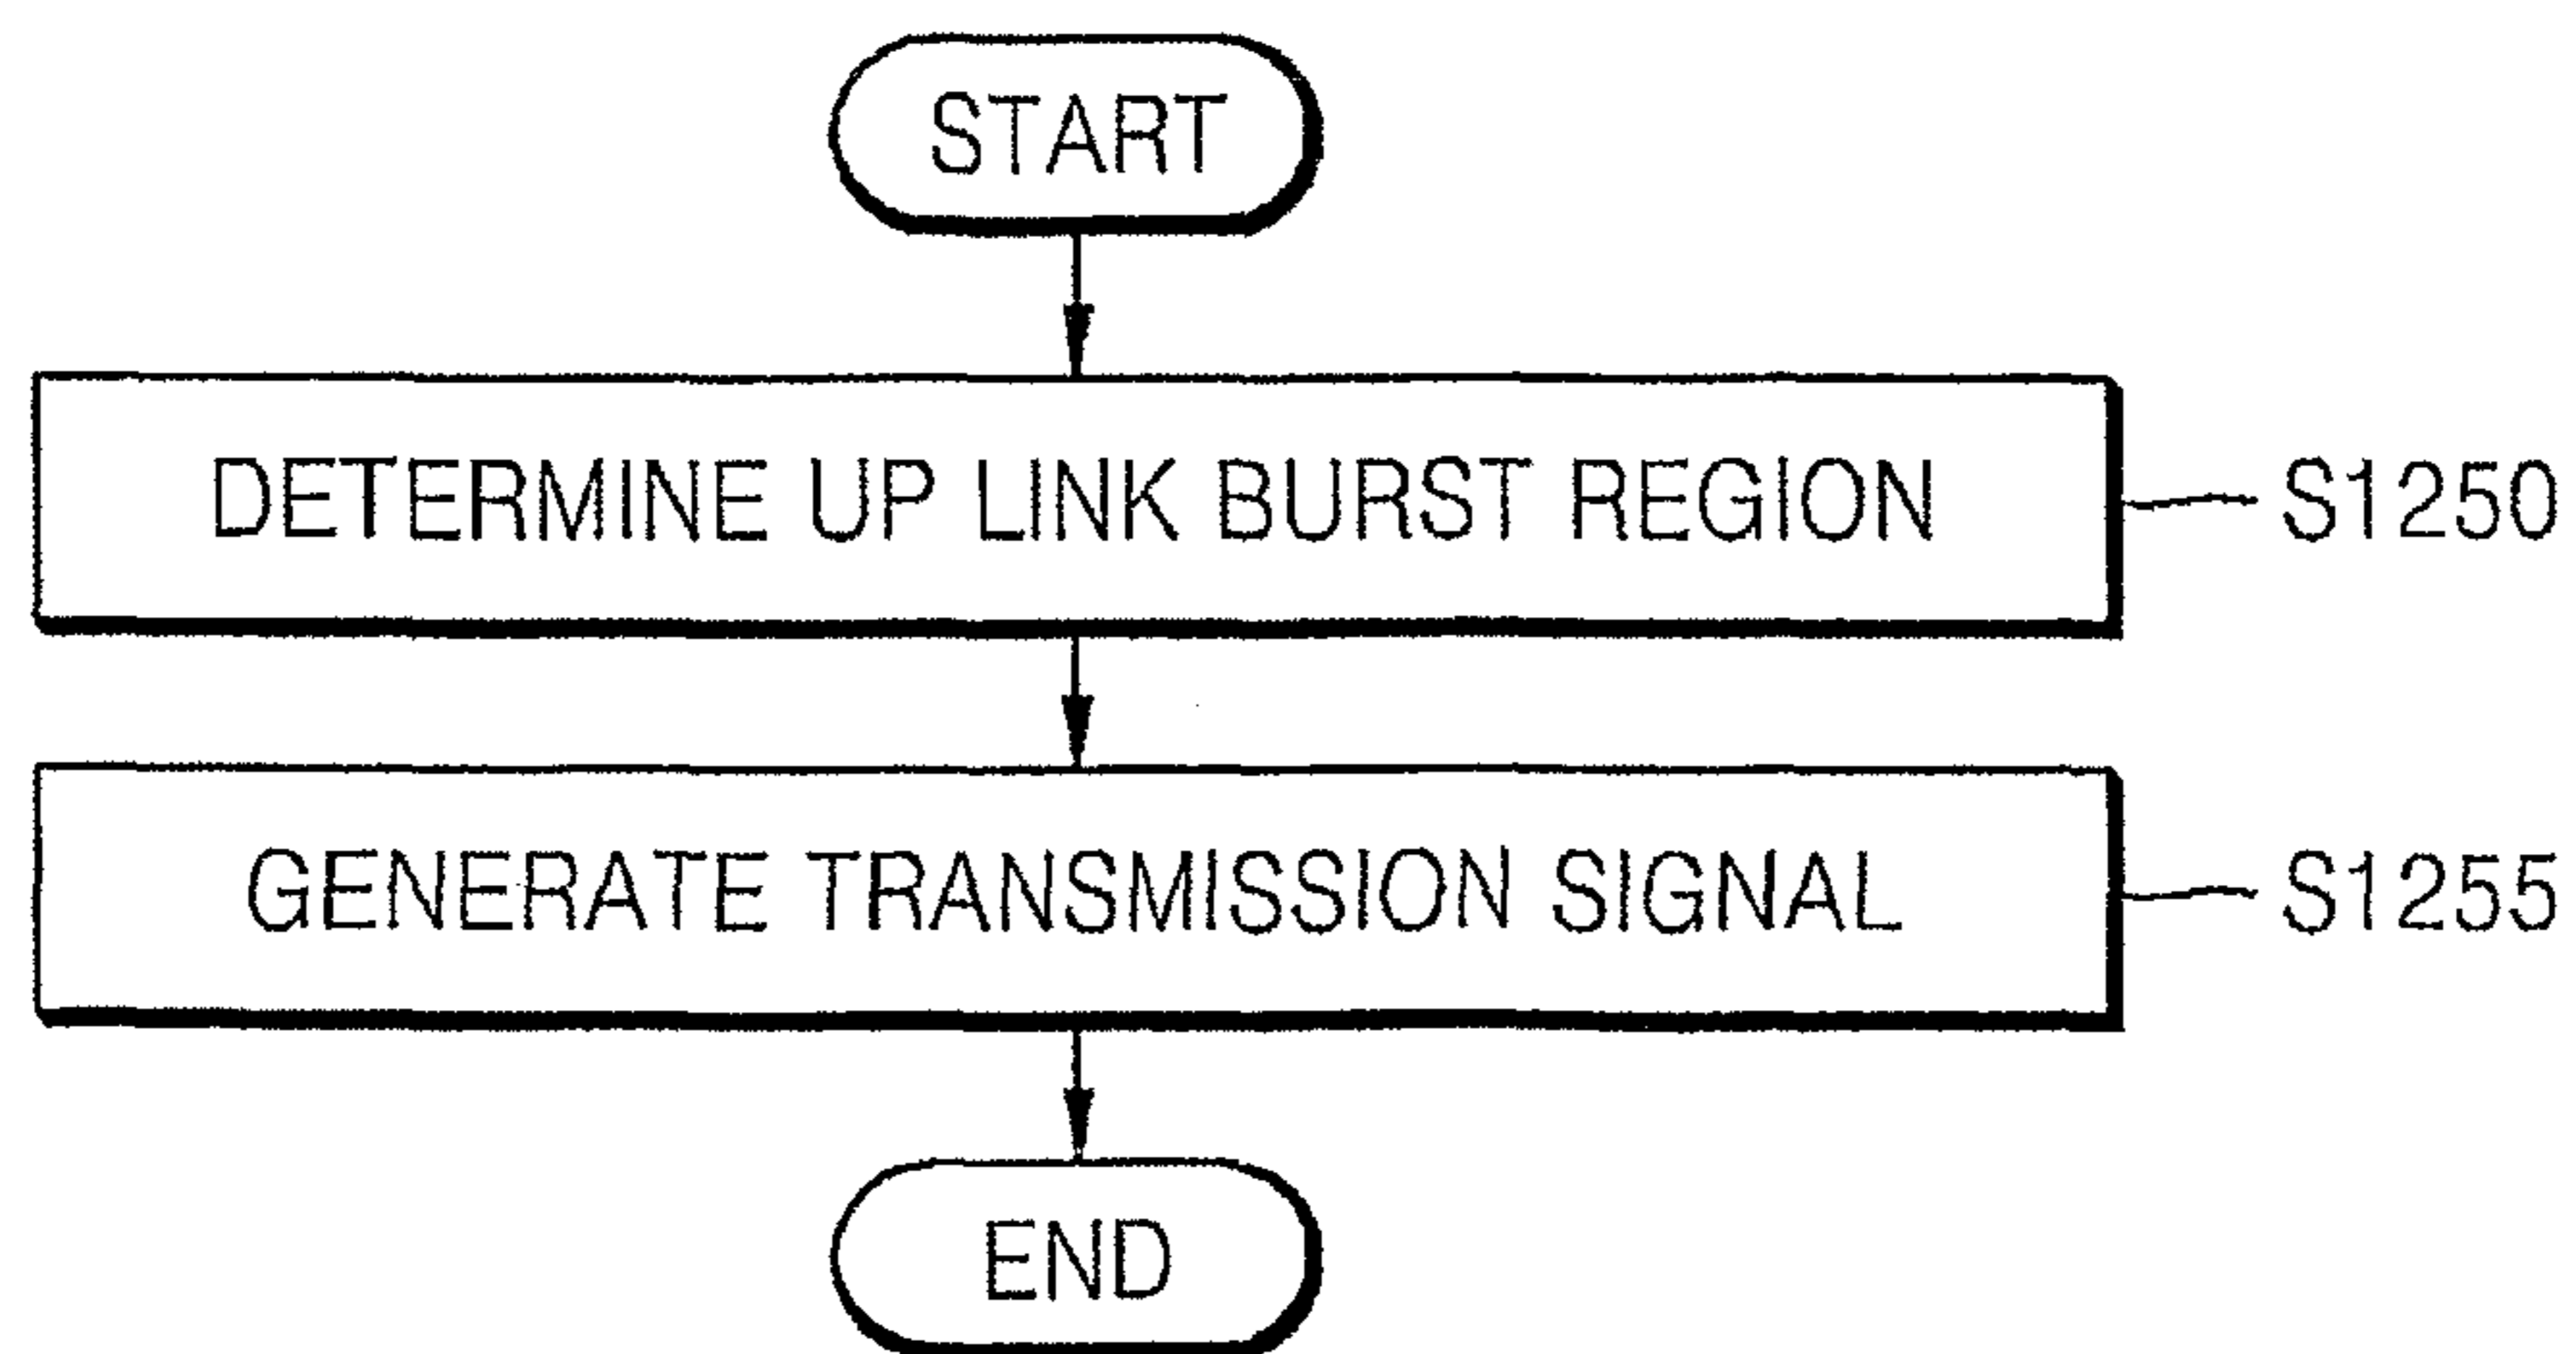 START
DETERMINE UP LINK BURST REGION
S1250
GENERATE TRANSMISSION SIGNAL
S1255
END